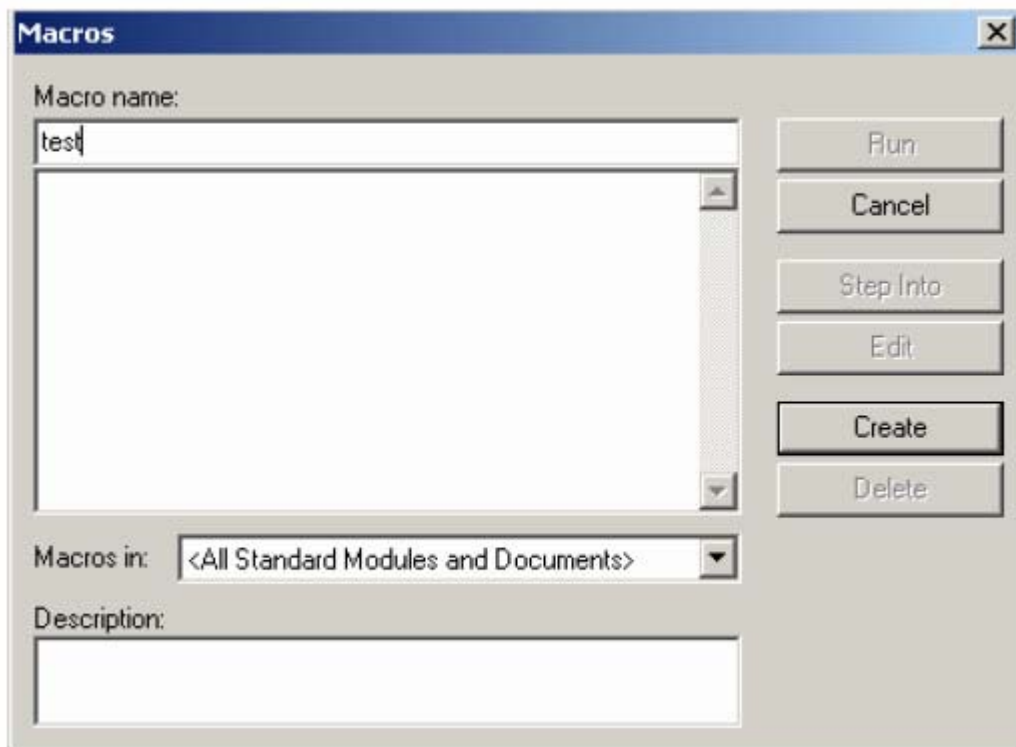 Macros
Macro name:
test
Run
Cancel
Step Into
Edit
Create
Delete
Macros in:
<All Standard Modules and Documents>
Description: